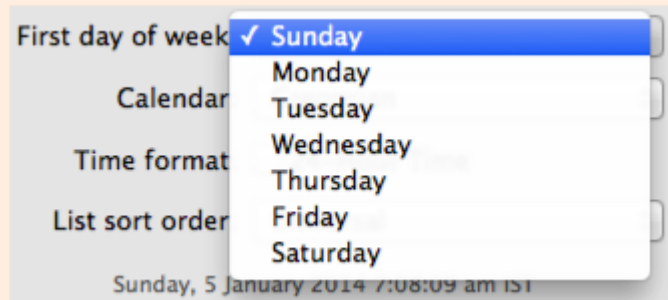 First day of week ✓ Sunday
Monday
Calendar
Tuesday
Wednesday
Time format
Thursday
List sort order Friday
Saturday
Sunday, 5 January 2014 7:08:09 am IST